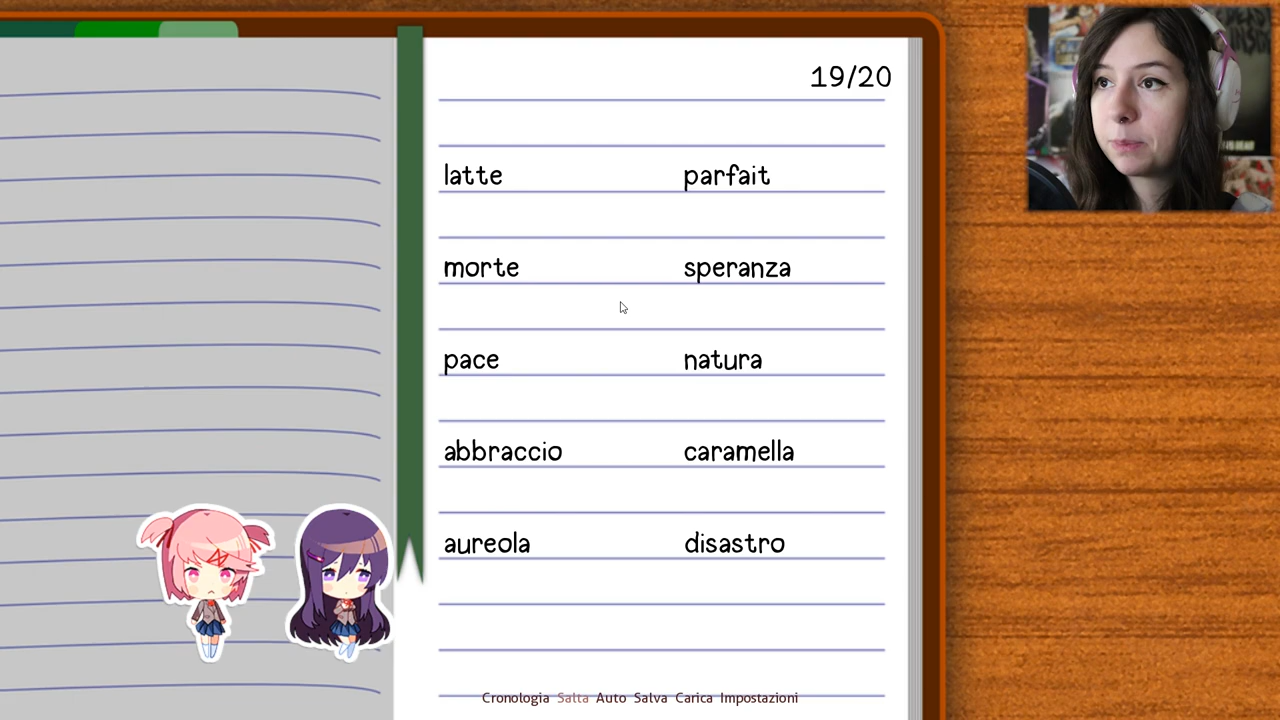 19/20
latte parfait
morte speranza
pace natura
abbraccio caramella
aureola disastro
Cronologia Salta Auto Salva Carica Impostazioni